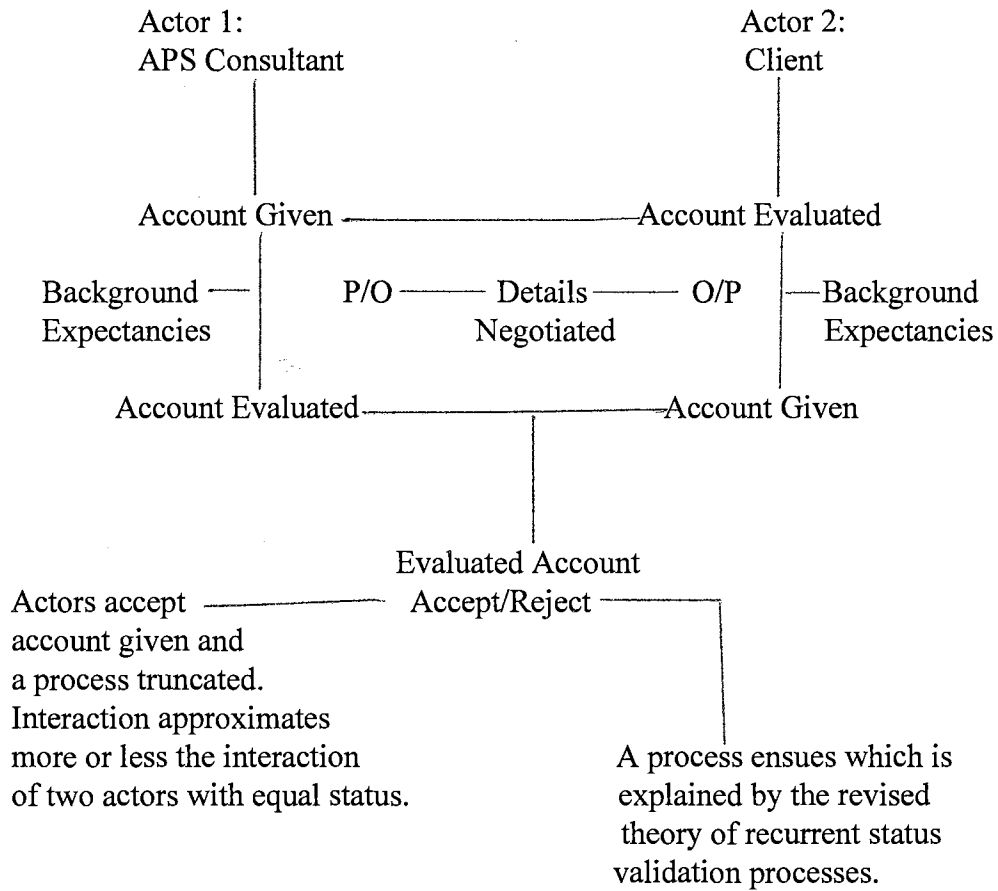 Actor 1:
APS Consultant
Actor 2:
Client
Account Given
Account Evaluated
Background
Expectancies
P/O
Details
Negotiated
O/P
Background
Expectancies
Account Evaluated
Account Given
Evaluated Account
Accept/Reject
Actors accept
account given and
a process truncated.
Interaction approximates
more or less the interaction
of two actors with equal status.
A process ensues which is
explained by the revised
theory of recurrent status
validation processes.